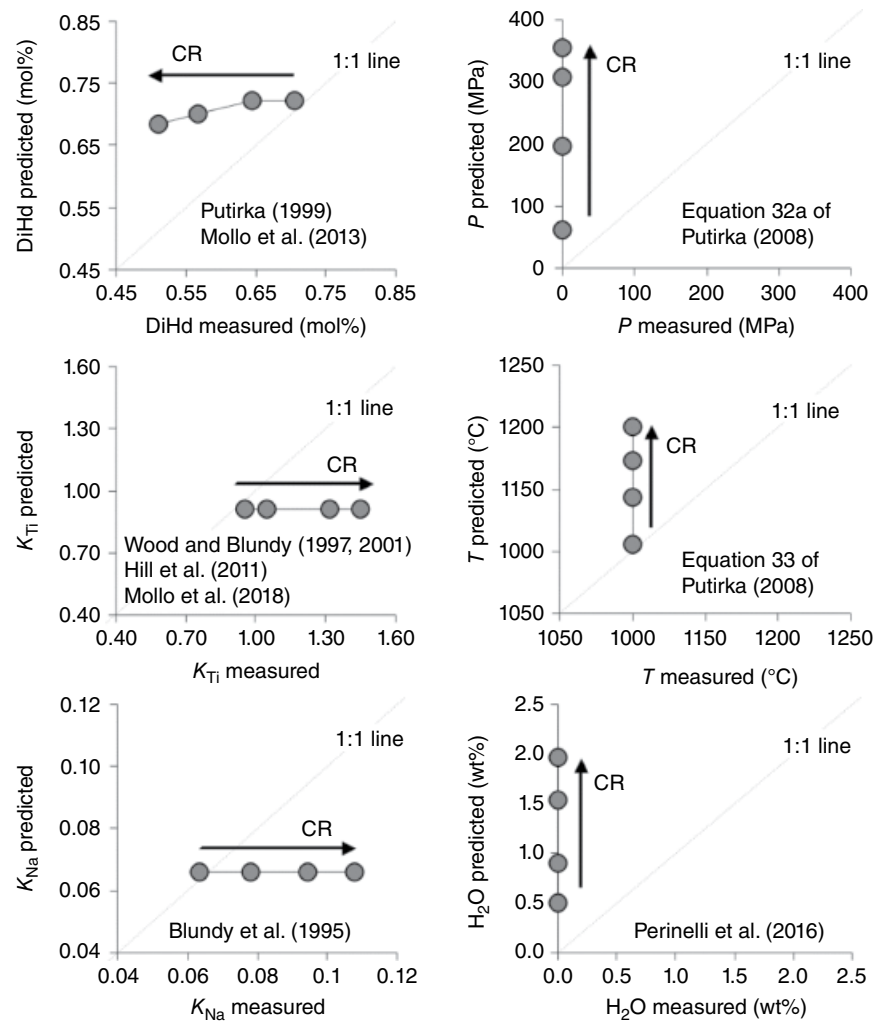 0.85
0.75
0.65
0.55
0.45
DiHd predicted (mol%)
CR
1:1 line
Putirka (1999)
Mollo et al. (2013)
0.45 0.55 0.65 0.75 0.85
DiHd measured (mol%)
400
300
200
100
0
P predicted (MPa)
CR
1:1 line
Equation 32a of
Putirka (2008)
0 100 200 300 400
P measured (MPa)
1.60
1.30
1.00
0.70
0.40
KTi predicted
1:1 line
CR
Wood and Blundy (1997, 2001)
Hill et al. (2011)
Mollo et al. (2018)
0.40 0.70 1.00 1.30 1.60
KTi measured
1250
1200
1150
1000
1050
T predicted (°C)
1:1 line
CR
Equation 33 of
Putirka (2008)
1050 1000 1150 1200 1250
T measured (°C)
0.12
0.10
0.08
0.06
0.04
KNa predicted
1:1 line
CR
Blundy et al. (1995)
0.04 0.06 0.08 0.10 0.12
KNa measured
2.5
2.0
1.5
1.0
0.5
0.0
H2O predicted (wt%)
1:1 line
CR
Perinelli et al. (2016)
0.0 0.5 1.0 1.5 2.0 2.5
H2O measured (wt%)